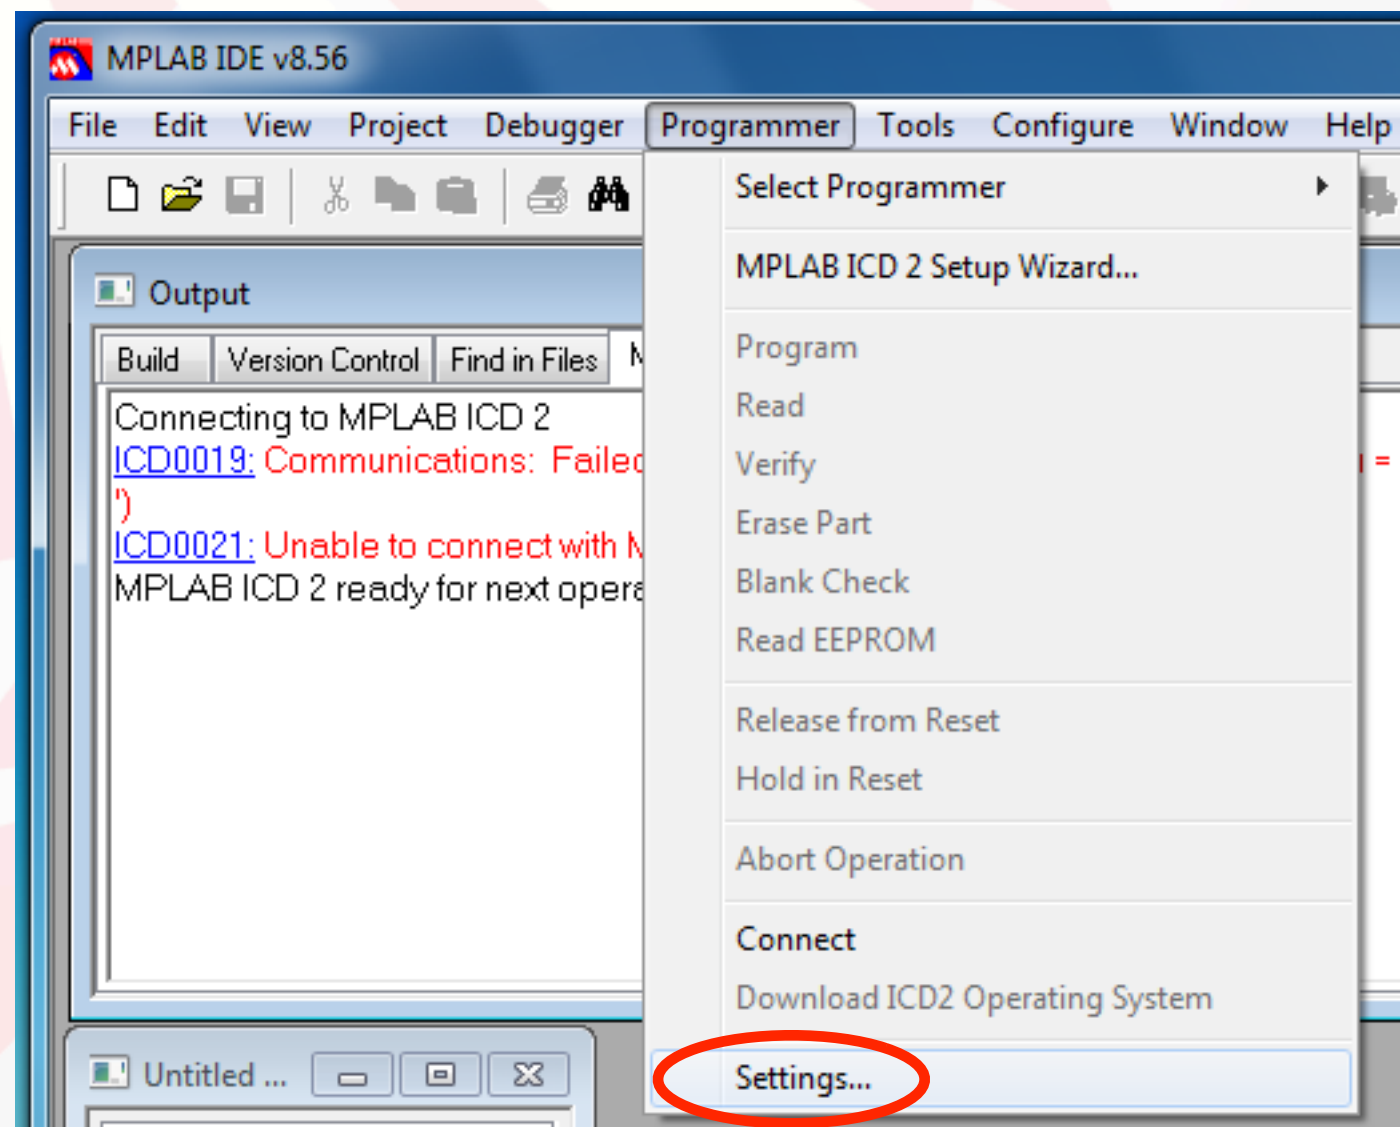 MPLAB IDE v8.56
File Edit View Project Debugger Programmer Tools Configure Window Help
Select Programmer
MPLAB ICD 2 Setup Wizard...
Program
Read
Verify
Erase Part
Blank Check
Read EEPROM
Release from Reset
Hold in Reset
Abort Operation
Connect
Download ICD2 Operating System
Settings...
Output
Build Version Control Find in Files
Connecting to MPLAB ICD 2
ICD0019: Communications: Failed =
')
ICD0021: Unable to connect with
MPLAB ICD 2 ready for next opera
Untitled ...